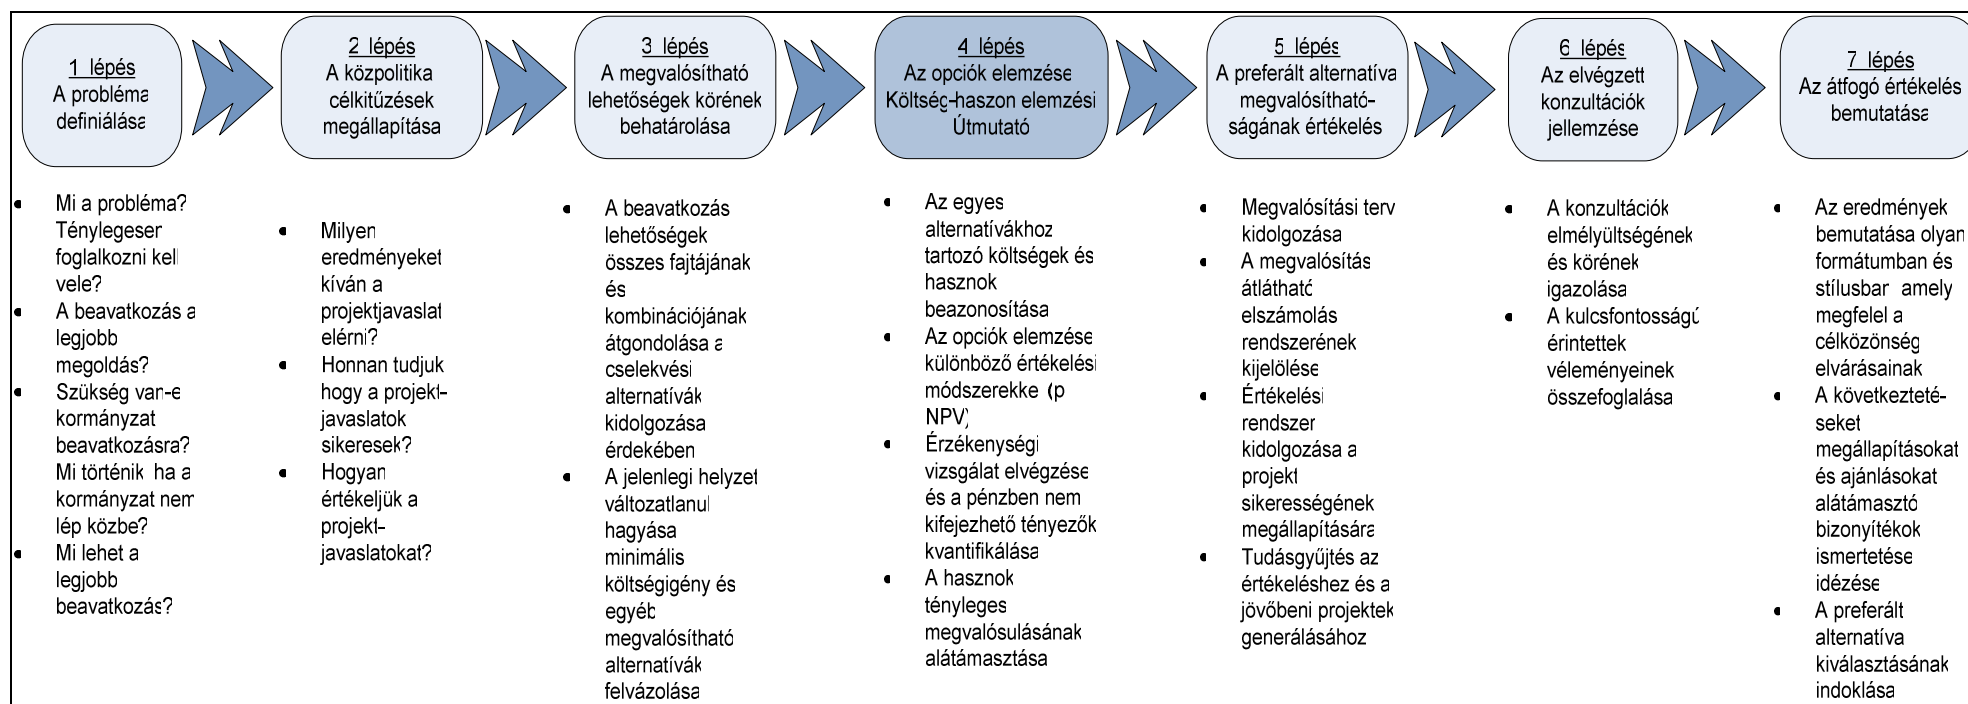 1 lépés
A probléma
definiálása
2 lépés
A közpolitika
célkitűzések
megállapítása
3 lépés
A megvalósítható
lehetőségek körének
behatárolása
4 lépés
Az opciók elemzése
Költség-haszon elemzési
Útmutató
5 lépés
A preferált alternatíva
megvalósítható-
ságának értékelés
6 lépés
Az elvégzett
konzultációk
jellemzése
7 lépés
Az átfogó értékelés
bemutatása
• Mi a probléma?
Ténylegesen
foglalkozni kell
vele?
• A beavatkozás a
legjobb
megoldás?
• Szükség van-e
kormányzat
beavatkozásra?
Mi történik ha a
kormányzat nem
lép közbe?
• Mi lehet a
legjobb
beavatkozás?
• Milyen
eredményeket
kíván a
projektjavaslat
elérni?
• Honnan tudjuk
hogy a projekt-
javaslatok
sikeresek?
• Hogyan
értékeljük a
projekt-
javaslatokat?
• A beavatkozás
lehetőségek
összes fajtájának
és
kombinációjának
átgondolása a
cselekvési
alternatívák
kidolgozása
érdekében
• A jelenlegi helyzet
változatlanul
hagyása
minimális
költségigény és
egyéb
megvalósítható
alternatívák
felvázolása
• Az egyes
alternatívákhoz
tartozó költségek és
hasznok
beazonosítása
• Az opciók elemzése
különböző értékelési
módszerekke (p
NPV)
• Érzékenységi
vizsgálat elvégzése
és a pénzben nem
kifejezhető tényezők
kvantifikálása
• A hasznok
tényleges
megvalósulásának
alátámasztása
• Megvalósítási terv
kidolgozása
• A megvalósítás
átlátható
elszámolás
rendszerének
kijelölése
• Értékelési
rendszer
kidolgozása a
projekt
sikerességének
megállapítására
• Tudásgyűjtés az
értékeléshez és a
jövőbeni projektek
generálásához
• A konzultációk
elmélyültségének
és körének
igazolása
• A kulcsfontosságú
érintettek
véleményeinek
összefoglalása
• Az eredmények
bemutatása olyan
formátumban és
stílusban amely
megfelel a
célközönség
elvárásainak
• A következteté-
seket
megállapításokat
és ajánlásokat
alátámasztó
bizonyítékok
ismertetése
idézése
• A preferált
alternatíva
kiválasztásának
indoklása